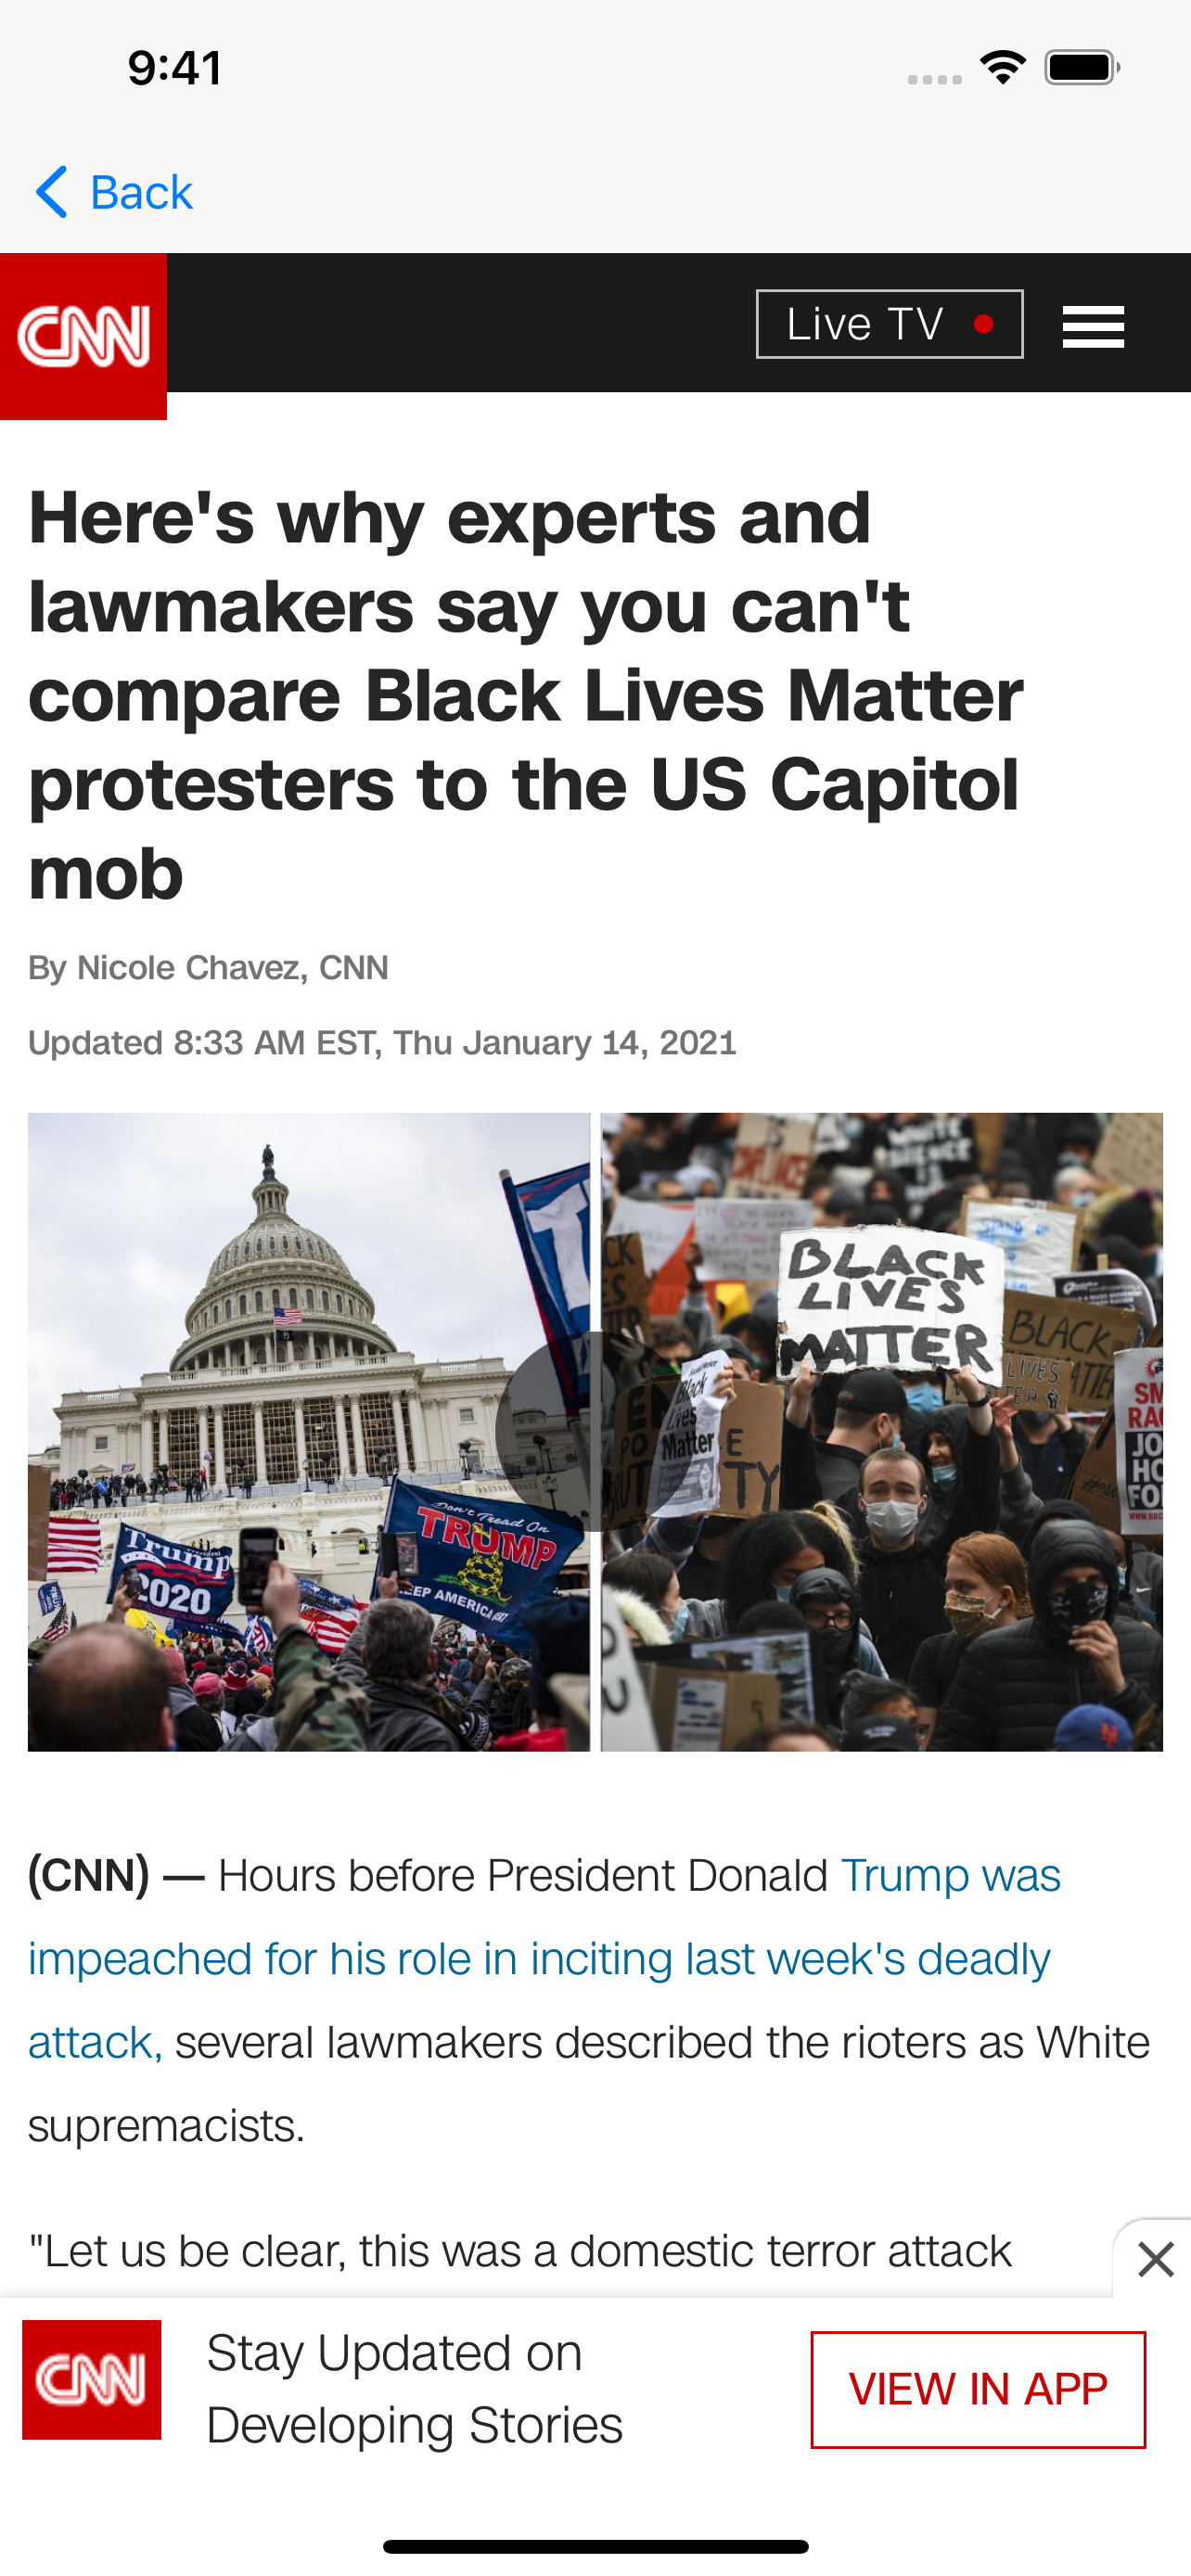 9:41
Back
CNN
Live TV
Here's why experts and
lawmakers say you can't
compare Black Lives Matter
protesters to the US Capitol
mob
By Nicole Chavez, CNN
Updated 8:33 AM EST, Thu January 14, 2021
BLACK
LIVES
MATTER
STAND UP
BLACK
LIVES
Black
Lives
Matter
E
TY
Don't Tread On
TRUMP
Trump
2020
(CNN) — Hours before President Donald Trump was
impeached for his role in inciting last week's deadly
attack, several lawmakers described the rioters as White
supremacists.
"Let us be clear, this was a domestic terror attack
CNN
Stay Updated on
Developing Stories
VIEW IN APP